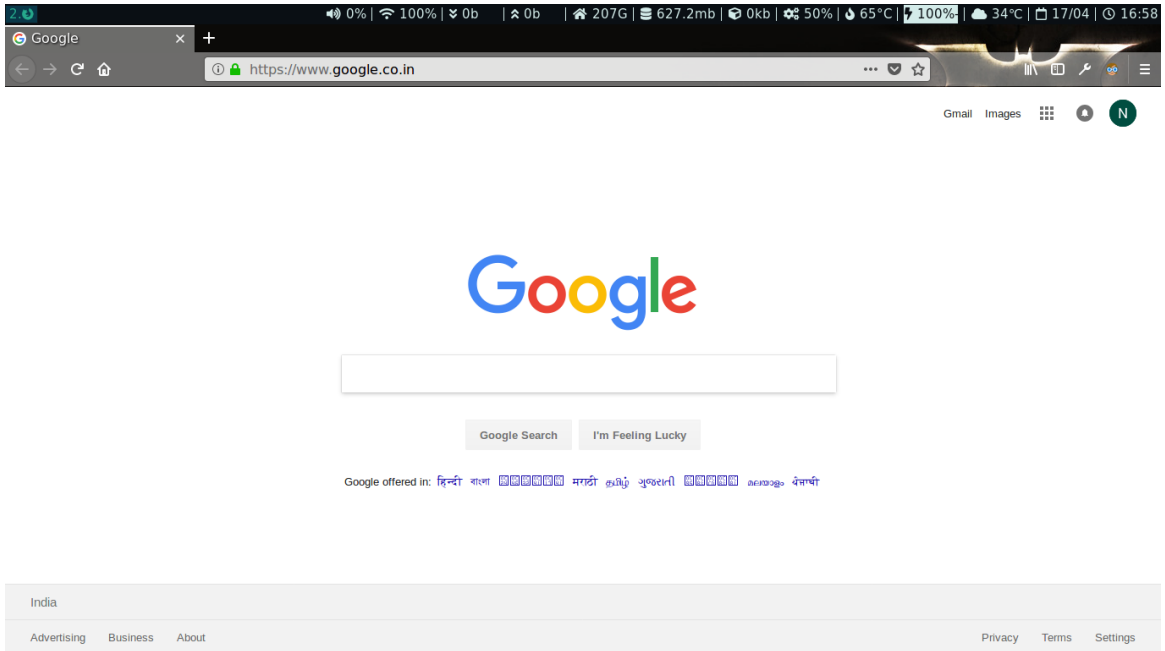 2. 0% | 100% | 0b | 0b | 207G | 627.2mb | 0kb | 50% | 65°C | 100%- | 34°C | 17/04 | 16:58
Google
https://www.google.co.in
Gmail Images N
Google
Google Search I'm Feeling Lucky
Google offered in: हिन्दी বাংলা मराठी தமிழ் ગુજરાતી മലയാളം ਪੰਜਾਬੀ
India
Advertising Business About Privacy Terms Settings